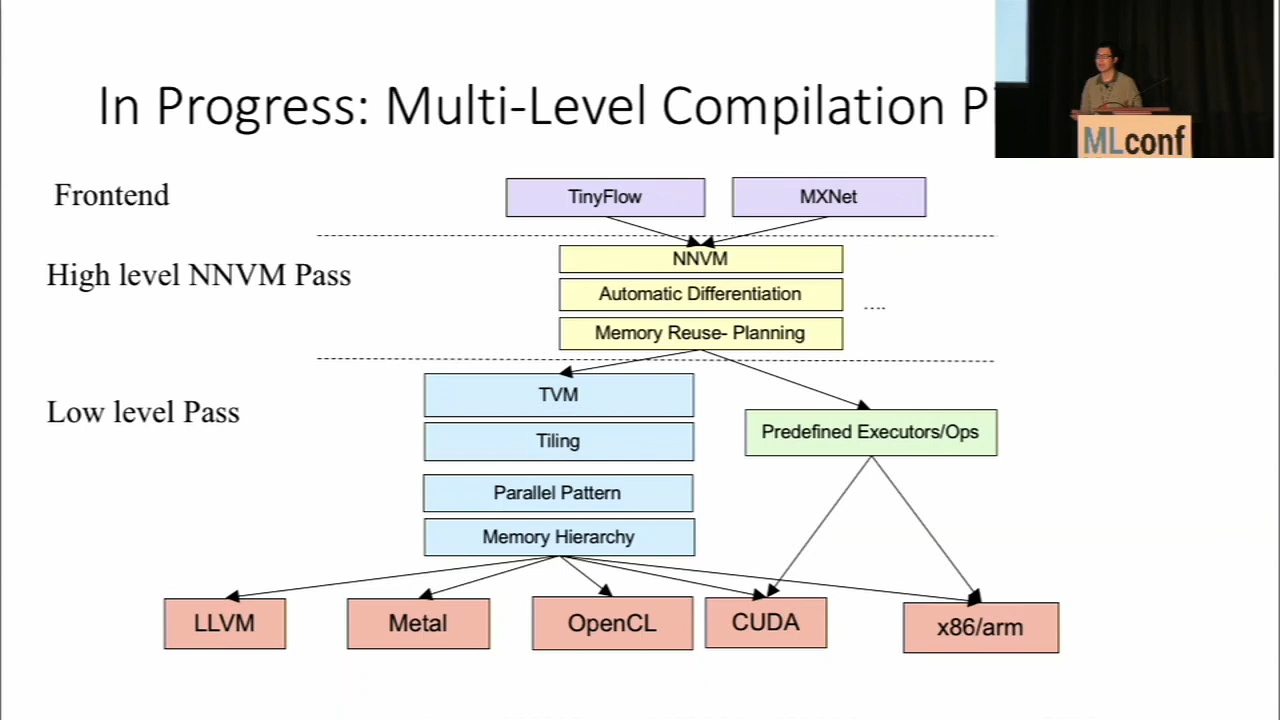 In Progress: Multi-Level Compilation P
MLconf
Frontend
TinyFlow
MXNet
High level NNVM Pass
NNVM
Automatic Differentiation
....
Memory Reuse- Planning
Low level Pass
TVM
Tiling
Predefined Executors/Ops
Parallel Pattern
Memory Hierarchy
LLVM
Metal
OpenCL
CUDA
x86/arm